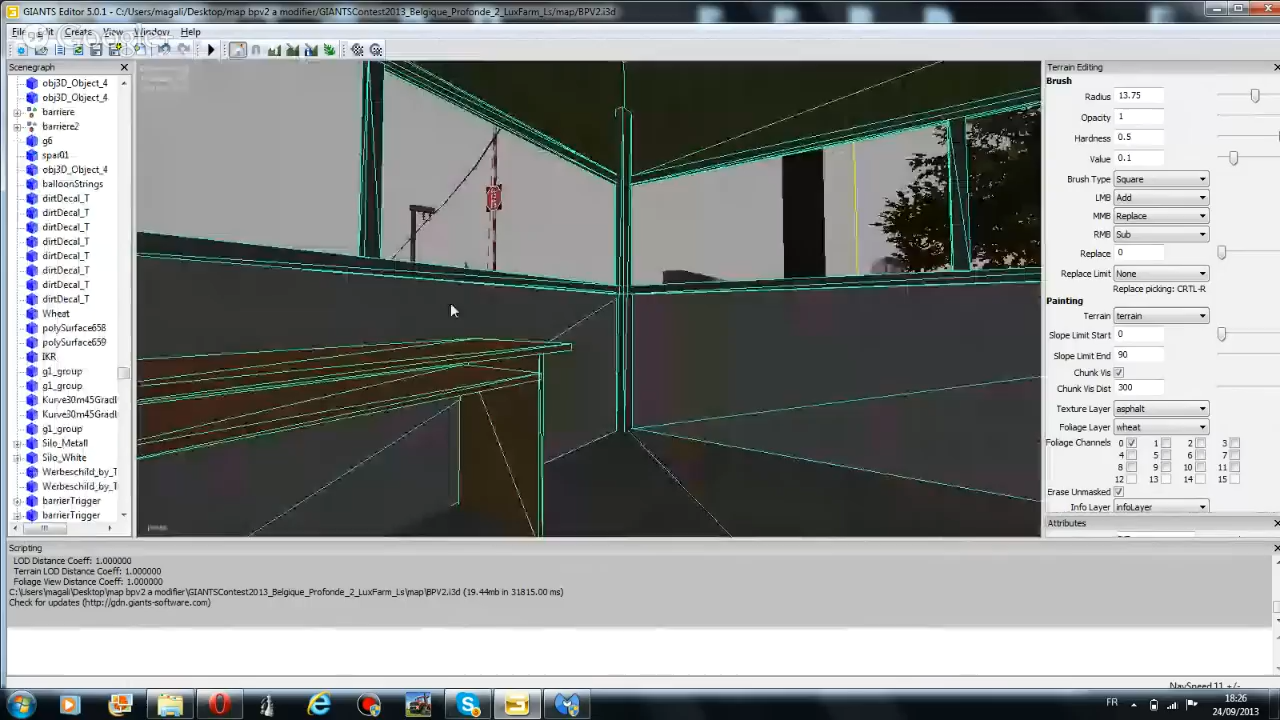 GIANTS Editor 5.0.1 - C:/Users/magali/Desktop/map bpv2 a modifier/GIANTSContest2013_Belgique_Profonde_2_LuxFarm_Ls/map/BPV2.i3d
File Edit Create View Window Help
Scenegraph
obj3D_Object_4
obj3D_Object_4
barriere
barriere2
g6
spar01
obj3D_Object_4
balloonStrings
dirtDecal_T
dirtDecal_T
dirtDecal_T
dirtDecal_T
dirtDecal_T
dirtDecal_T
dirtDecal_T
dirtDecal_T
Wheat
polySurface658
polySurface659
IKR
g1_group
g1_group
Kurve30m45Gradl
Kurve30m45Gradl
g1_group
Silo_Metall
Silo_White
Werbeschild_by_T
Werbeschild_by_T
barrierTrigger
barrierTrigger
Terrain Editing
Brush
Radius 13.75
Opacity 1
Hardness 0.5
Value 0.1
Brush Type Square
LMB Add
MMB Replace
RMB Sub
Replace 0
Replace Limit None
Replace picking: CRTL-R
Painting
Terrain terrain
Slope Limit Start 0
Slope Limit End 90
Chunk Vis
Chunk Vis Dist 300
Texture Layer asphalt
Foliage Layer wheat
Foliage Channels 0 1 2 3
4 5 6 7
8 9 10 11
12 13 14 15
Erase Unmasked
Info Layer infoLayer
Attributes
persp
Scripting
LOD Distance Coeff: 1.000000
Terrain LOD Distance Coeff: 1.000000
Foliage View Distance Coeff: 1.000000
C:\Users\magali\Desktop\map bpv2 a modifier\GIANTSContest2013_Belgique_Profonde_2_LuxFarm_Ls\map\BPV2.i3d (19.44mb in 31815.00 ms)
Check for updates (http://gdn.giants-software.com)
NavSpeed 11 +/-
FR
18:26
24/09/2013